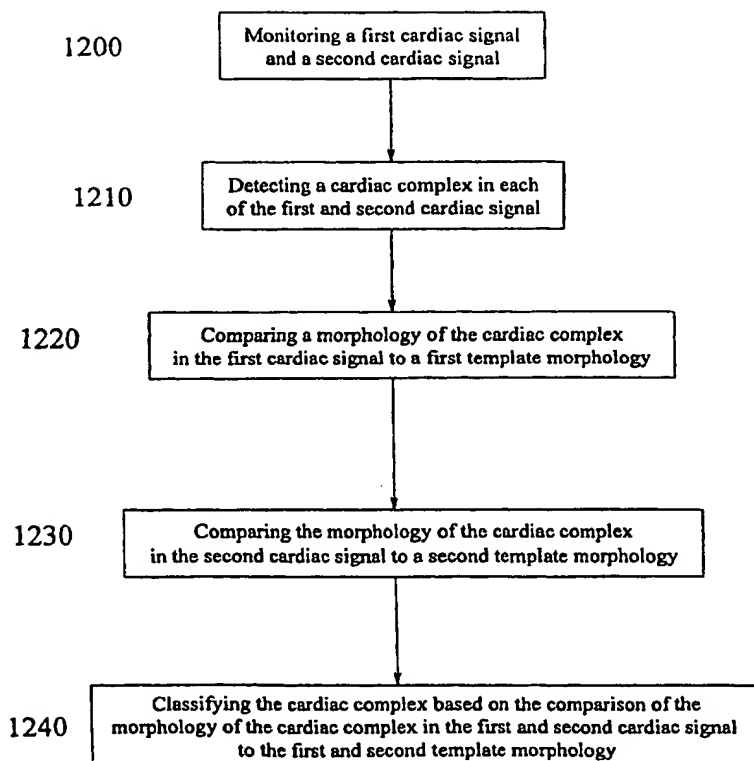 1200
Monitoring a first cardiac signal
and a second cardiac signal
1210
Detecting a cardiac complex in each
of the first and second cardiac signal
1220
Comparing a morphology of the cardiac complex
in the first cardiac signal to a first template morphology
1230
Comparing the morphology of the cardiac complex
in the second cardiac signal to a second template morphology
1240
Classifying the cardiac complex based on the comparison of the
morphology of the cardiac complex in the first and second cardiac signal
to the first and second template morphology